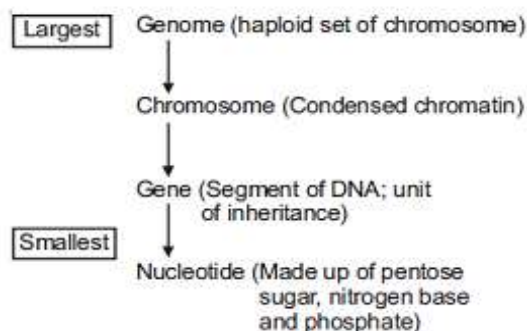 Largest
Genome (haploid set of chromosome)
Chromosome (Condensed chromatin)
Gene (Segment of DNA; unit
of inheritance)
Smallest
Nucleotide (Made up of pentose
sugar, nitrogen base
and phosphate)